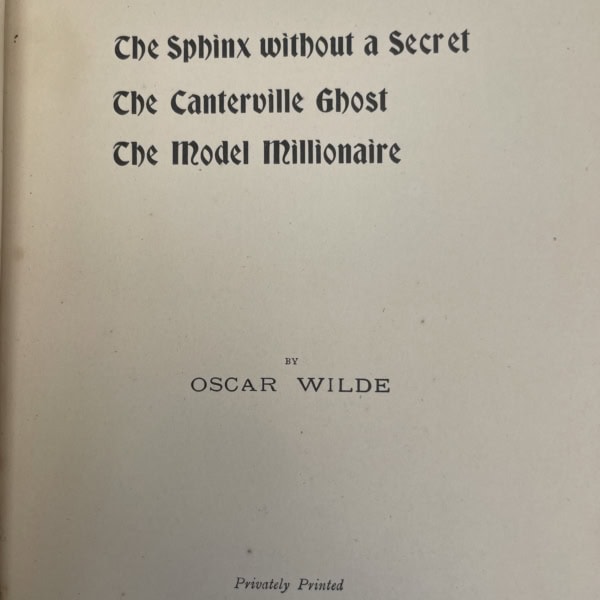 The Sphinx without a Secret
The Canterville Ghost
The Model Millionaire
BY
OSCAR WILDE
Privately Printed